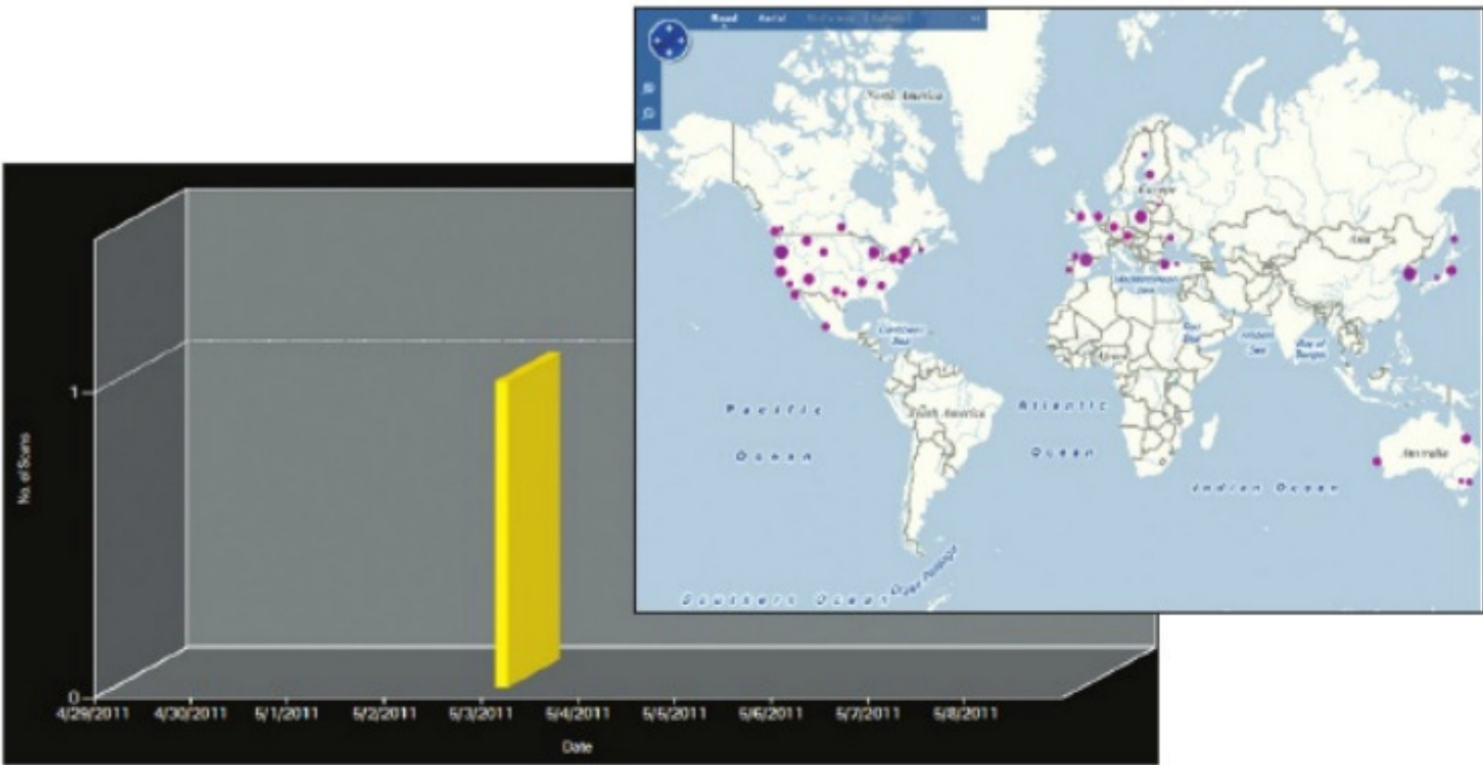 Road Aerial
North America
Europe
Asia
Mediterranean
Sea
Caribbean
Sea
Red
Sea
Arabian
Sea
Bay of
Bengal
Africa
Pacific
Ocean
South America
Atlantic
Ocean
Australia
Indian Ocean
Southern Ocean
Drake Passage
No. of Scans
1
0
4/29/2011 4/30/2011 5/1/2011 5/2/2011 5/3/2011 5/4/2011 5/5/2011 5/6/2011 5/7/2011 5/8/2011
Date